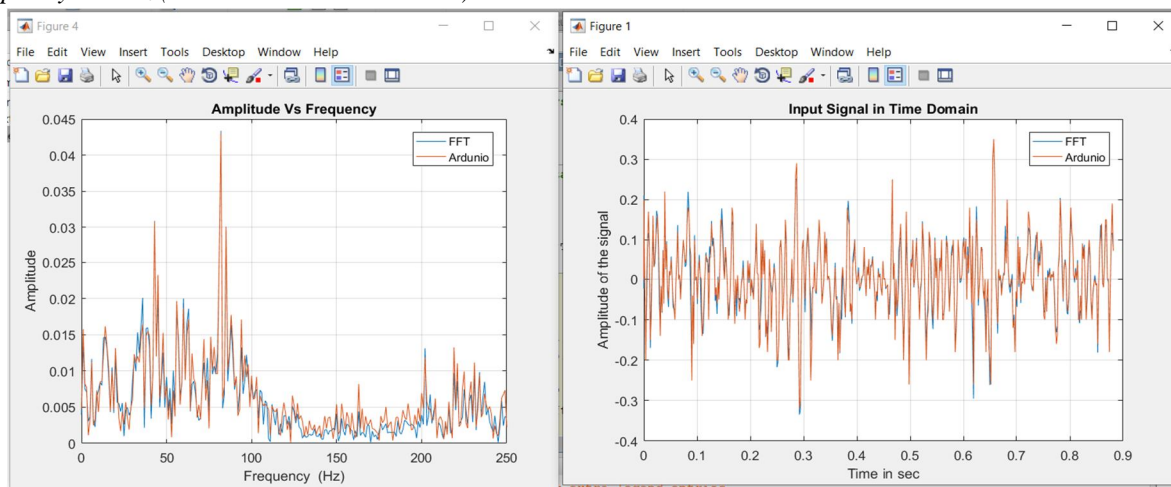 Figure 4
File Edit View Insert Tools Desktop Window Help
Amplitude Vs Frequency
FFT
Ardunio
0.045
0.04
0.035
0.03
0.025
0.02
0.015
0.01
0.005
0
Amplitude
0 50 100 150 200 250
Frequency (Hz)
Figure 1
File Edit View Insert Tools Desktop Window Help
Input Signal in Time Domain
FFT
Ardunio
0.4
0.3
0.2
0.1
0
-0.1
-0.2
-0.3
-0.4
Amplitude of the signal
0 0.1 0.2 0.3 0.4 0.5 0.6 0.7 0.8 0.9
Time in sec